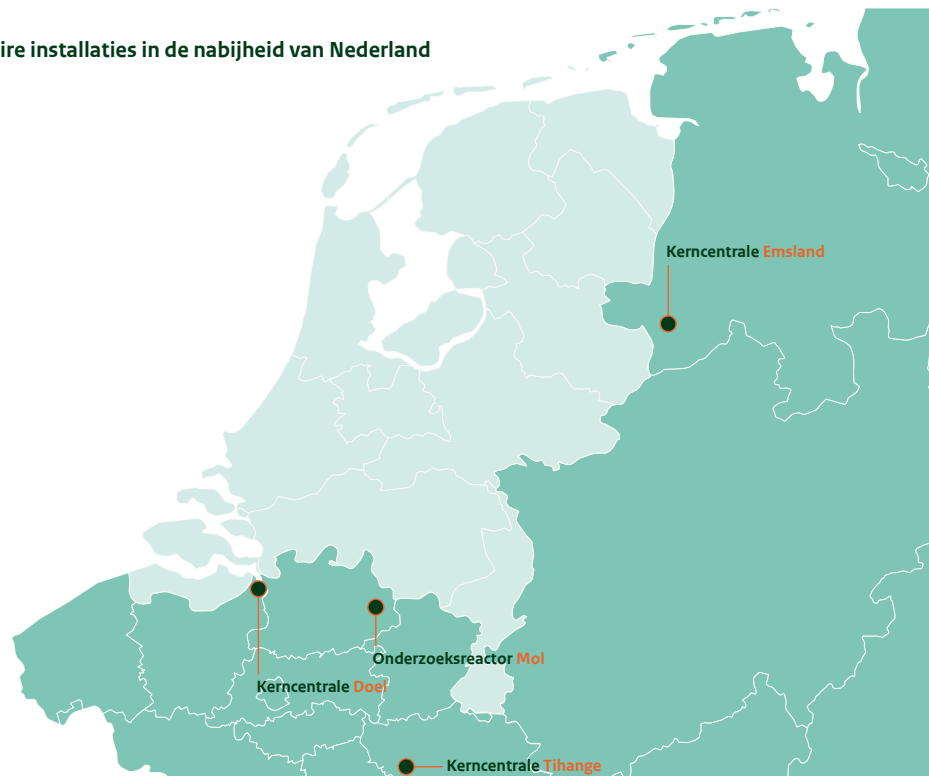 ire installaties in de nabijheid van Nederland
Kerncentrale Emsland
Onderzoeksreactor Mol
Kerncentrale Doel
Kerncentrale Tihange